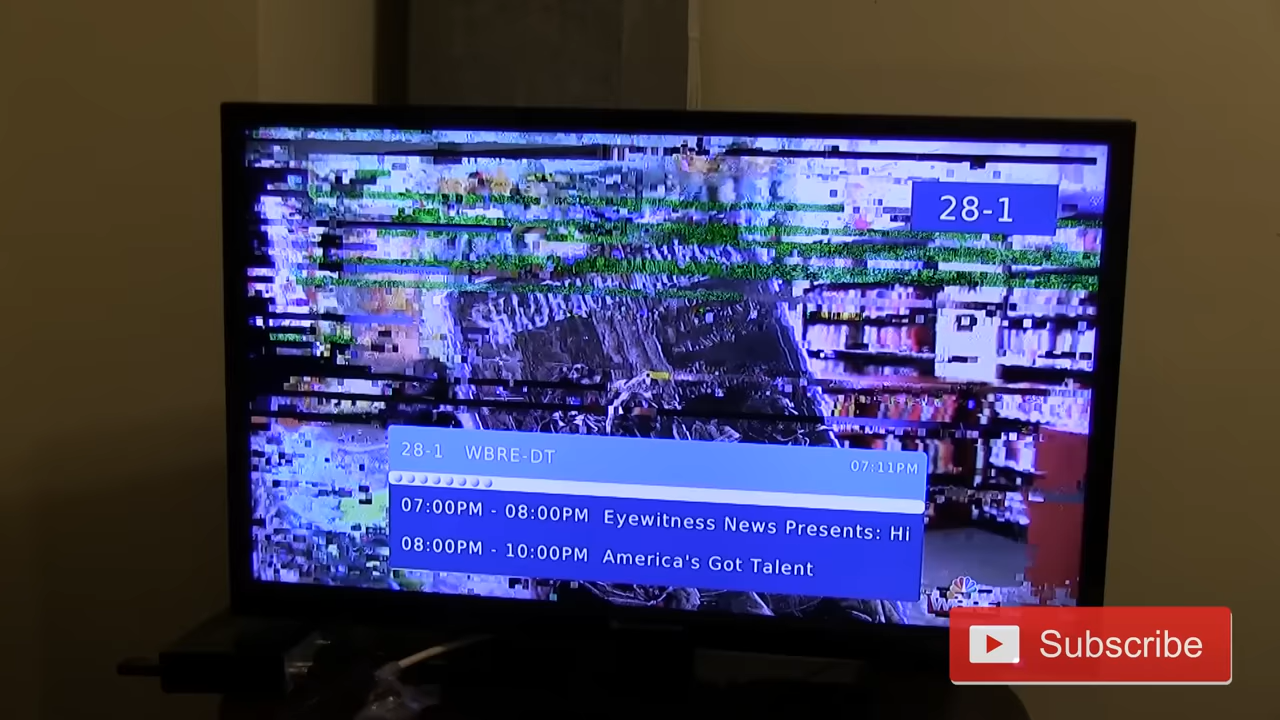 28-1
28-1 WBRE-DT 07:11PM
07:00PM - 08:00PM Eyewitness News Presents: Hi
08:00PM - 10:00PM America's Got Talent
WBRE
Subscribe